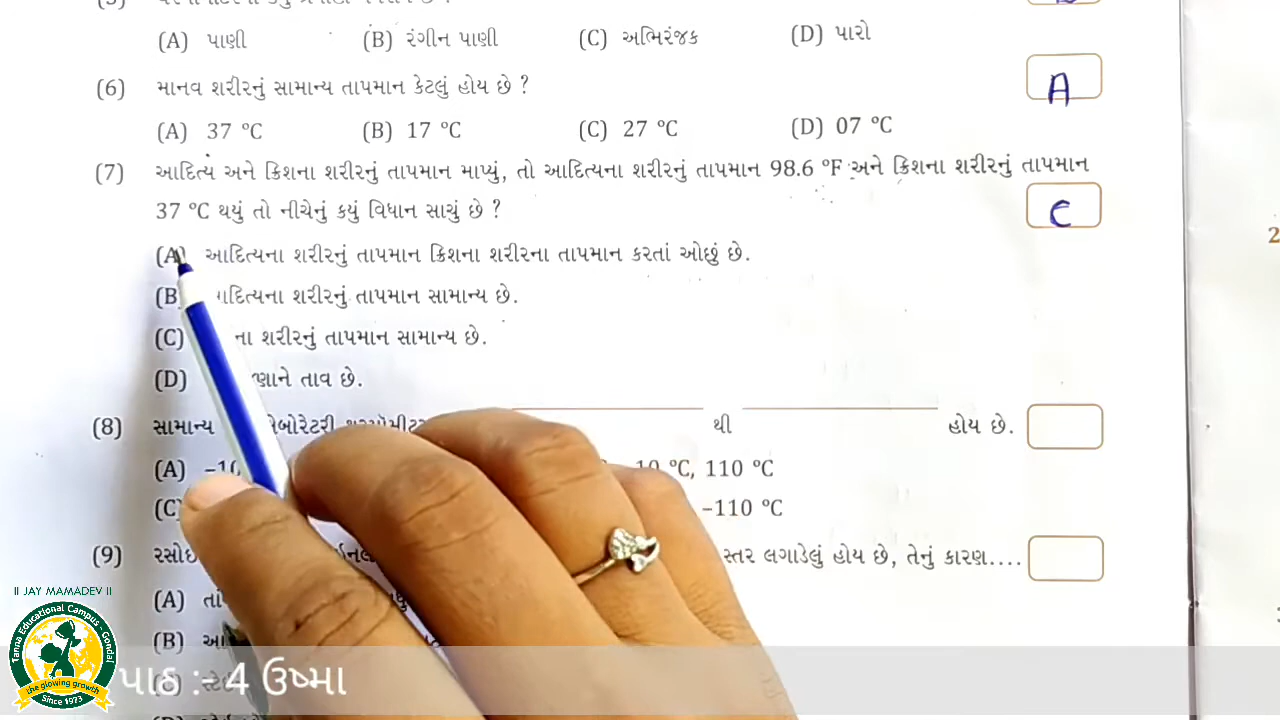 (A) પાણી (B) રંગીન પાણી (C) અભિરંજક (D) પારો
(6) માનવ શરીરનું સામાન્ય તાપમાન કેટલું હોય છે ? A
(A) 37 °C (B) 17 °C (C) 27 °C (D) 07 °C
(7) આદિત્ય અને ક્રિશના શરીરનું તાપમાન માપ્યું, તો આદિત્યના શરીરનું તાપમાન 98.6 °F અને ક્રિશના શરીરનું તાપમાન
37 °C થયું તો નીચેનું કયું વિધાન સાચું છે ? C
(A) આદિત્યના શરીરનું તાપમાન ક્રિશના શરીરના તાપમાન કરતાં ઓછું છે.
(B) આદિત્યના શરીરનું તાપમાન સામાન્ય છે.
(C) શરીરનું તાપમાન સામાન્ય છે.
(D) તાવ છે.
(8) સામાન્ય થી હોય છે.
(A) 10 °C, 110 °C
(C) –110 °C
(9) સ્તર લગાડેલું હોય છે, તેનું કારણ....
(A)
(B)
2
II JAY MAMADEV II
Tanna Educational Campus - Gondal
the glowing growth
Since 1973
પાઠ :- 4 ઉષ્મા